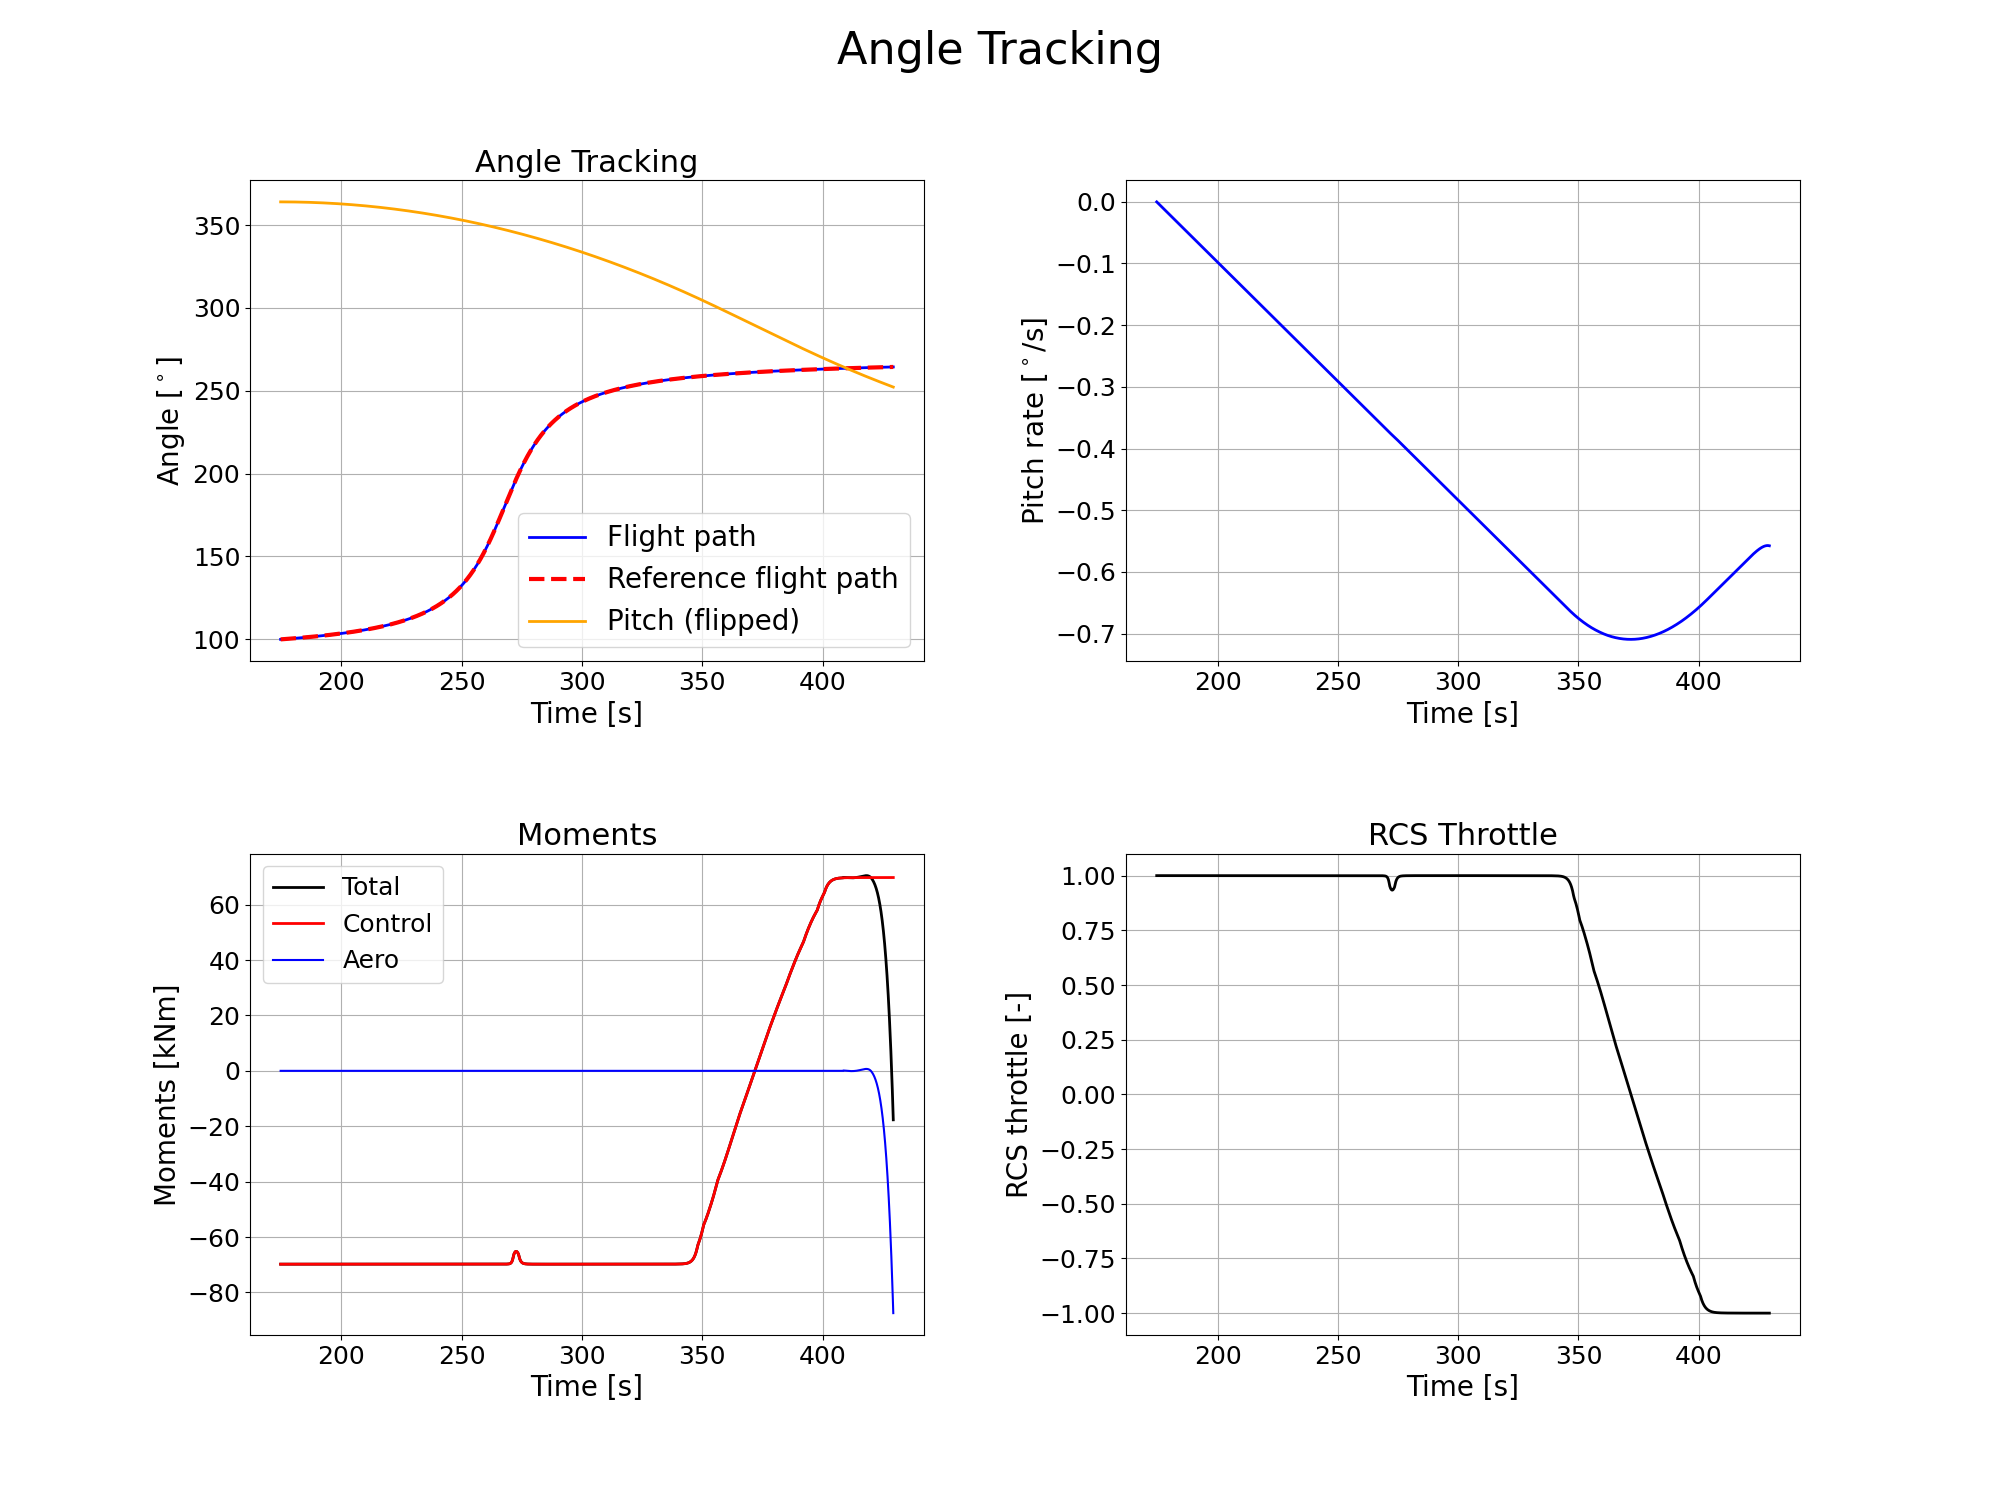 Angle Tracking
Angle Tracking
350
300
250
200
150
100
Angle [°]
Flight path
Reference flight path
Pitch (flipped)
200 250 300 350 400
Time [s]
0.0
−0.1
−0.2
−0.3
−0.4
−0.5
−0.6
−0.7
Pitch rate [°/s]
200 250 300 350 400
Time [s]
Moments
Total
Control
Aero
60
40
20
0
−20
−40
−60
−80
Moments [kNm]
200 250 300 350 400
Time [s]
RCS Throttle
1.00
0.75
0.50
0.25
0.00
−0.25
−0.50
−0.75
−1.00
RCS throttle [-]
200 250 300 350 400
Time [s]